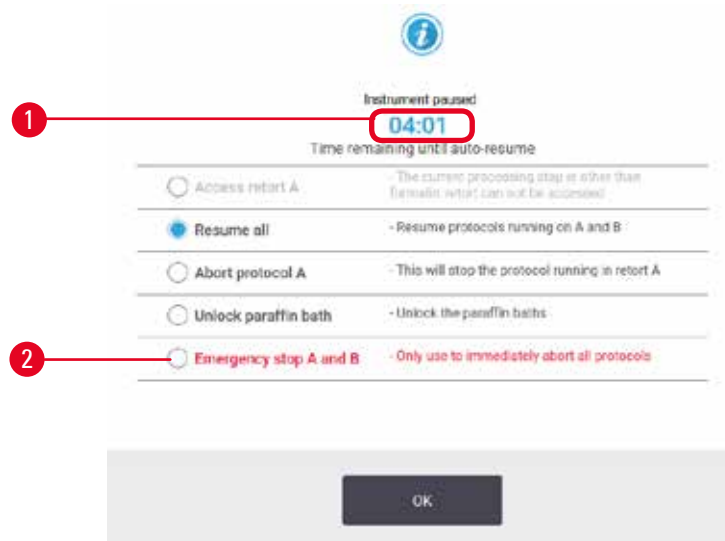 i
Instrument paused
1
04:01
Time remaining until auto-resume
Access retort A - The current processing step is other than
formalin retort can not be accessed
Resume all - Resume protocols running on A and B
Abort protocol A - This will stop the protocol running in retort A
Unlock paraffin bath - Unlock the paraffin baths
2 Emergency stop A and B - Only use to immediately abort all protocols
OK